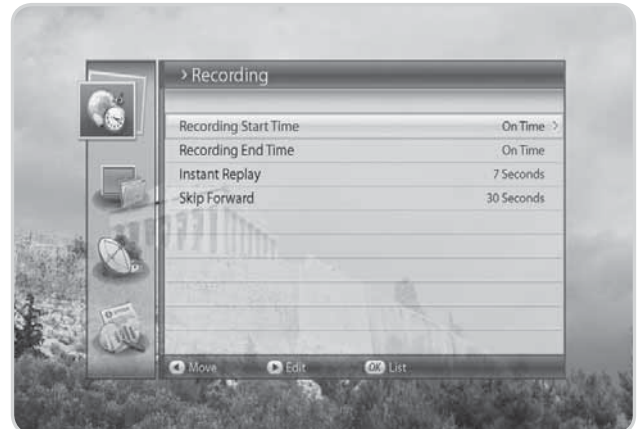 > Recording
Recording Start Time On Time >
Recording End Time On Time
Instant Replay 7 Seconds
Skip Forward 30 Seconds
Move Edit OK List